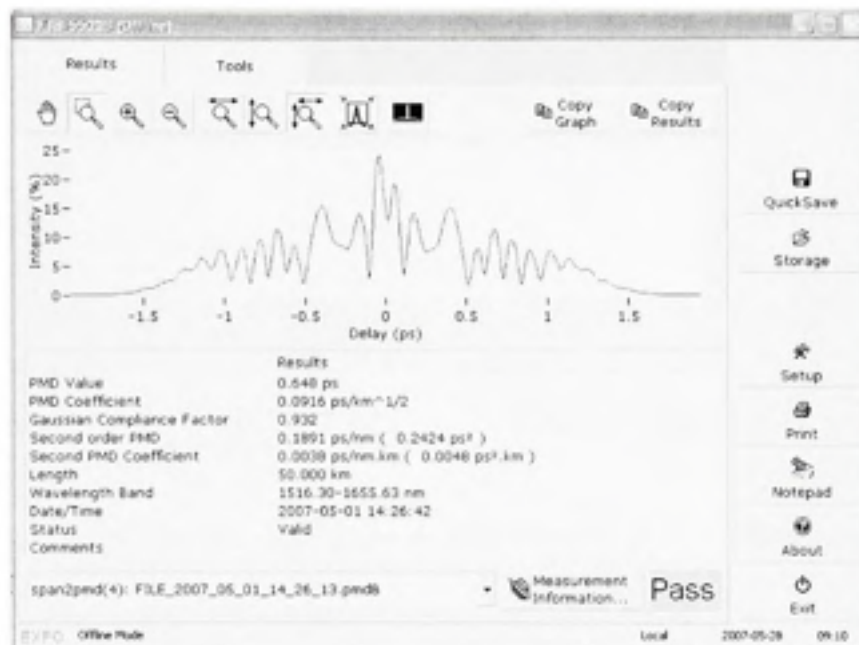 Results
Tools
Copy Graph
Copy Results
Intensity (%)
25
20
15
10
5
0
-1.5
-1
-0.5
0
0.5
1
1.5
Delay (ps)
Results
PMD Value 0.648 ps
PMD Coefficient 0.0916 ps/km^1/2
Gaussian Compliance Factor 0.932
Second order PMD 0.1891 ps/nm ( 0.2424 ps² )
Second PMD Coefficient 0.0038 ps/nm.km ( 0.0048 ps².km )
Length 50.000 km
Wavelength Band 1516.30-1655.63 nm
Date/Time 2007-05-01 14:26:42
Status Valid
Comments
span2pmd(4): FILE_2007_05_01_14_26_13.pmdB
Measurement Information...
Pass
QuickSave
Storage
Setup
Print
Notepad
About
Exit
EXFO Offline Mode
Local 2007-05-28 09:10